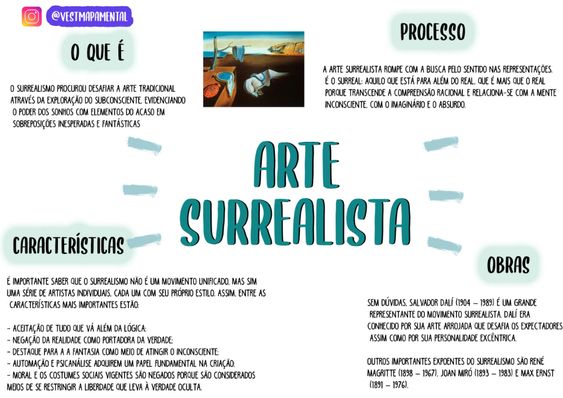 @VESTMAPAMENTAL
O QUE É
O SURREALISMO PROCUROU DESAFIAR A ARTE TRADICIONAL
ATRAVÉS DA EXPLORAÇÃO DO SUBCONSCIENTE, EVIDENCIANDO
O PODER DOS SONHOS COM ELEMENTOS DO ACASO EM
SOBREPOSIÇÕES INESPERADAS E FANTÁSTICAS
PROCESSO
A ARTE SURREALISTA ROMPE COM A BUSCA PELO SENTIDO NAS REPRESENTAÇÕES.
É O SURREAL: AQUILO QUE ESTÁ PARA ALÉM DO REAL, QUE É MAIS QUE O REAL
PORQUE TRANSCENDE A COMPREENSÃO RACIONAL E RELACIONA-SE COM A MENTE
INCONSCIENTE, COM O IMAGINÁRIO E O ABSURDO.
ARTE
SURREALISTA
CARACTERÍSTICAS
É IMPORTANTE SABER QUE O SURREALISMO NÃO É UM MOVIMENTO UNIFICADO, MAS SIM
UMA SÉRIE DE ARTISTAS INDIVIDUAIS, CADA UM COM SEU PRÓPRIO ESTILO. ASSIM, ENTRE AS
CARACTERÍSTICAS MAIS IMPORTANTES ESTÃO:
- ACEITAÇÃO DE TUDO QUE VÁ ALÉM DA LÓGICA;
- NEGAÇÃO DA REALIDADE COMO PORTADORA DA VERDADE;
- DESTAQUE PARA A A FANTASIA COMO MEIO DE ATINGIR O INCONSCIENTE;
- AUTOMAÇÃO E PSICANÁLISE ADQUIREM UM PAPEL FUNDAMENTAL NA CRIAÇÃO;
- MORAL E OS COSTUMES SOCIAIS VIGENTES SÃO NEGADOS PORQUE SÃO CONSIDERADOS
MEIOS DE SE RESTRINGIR A LIBERDADE QUE LEVA À VERDADE OCULTA.
OBRAS
SEM DÚVIDAS, SALVADOR DALÍ (1904 – 1989) É UM GRANDE
REPRESENTANTE DO MOVIMENTO SURREALISTA. DALÍ ERA
CONHECIDO POR SUA ARTE ARROJADA QUE DESAFIA OS EXPECTADORES
ASSIM COMO POR SUA PERSONALIDADE EXCÊNTRICA.
OUTROS IMPORTANTES EXPOENTES DO SURREALISMO SÃO RENÉ
MAGRITTE (1898 – 1967), JOAN MIRÓ (1893 – 1983) E MAX ERNST
(1891 – 1976).